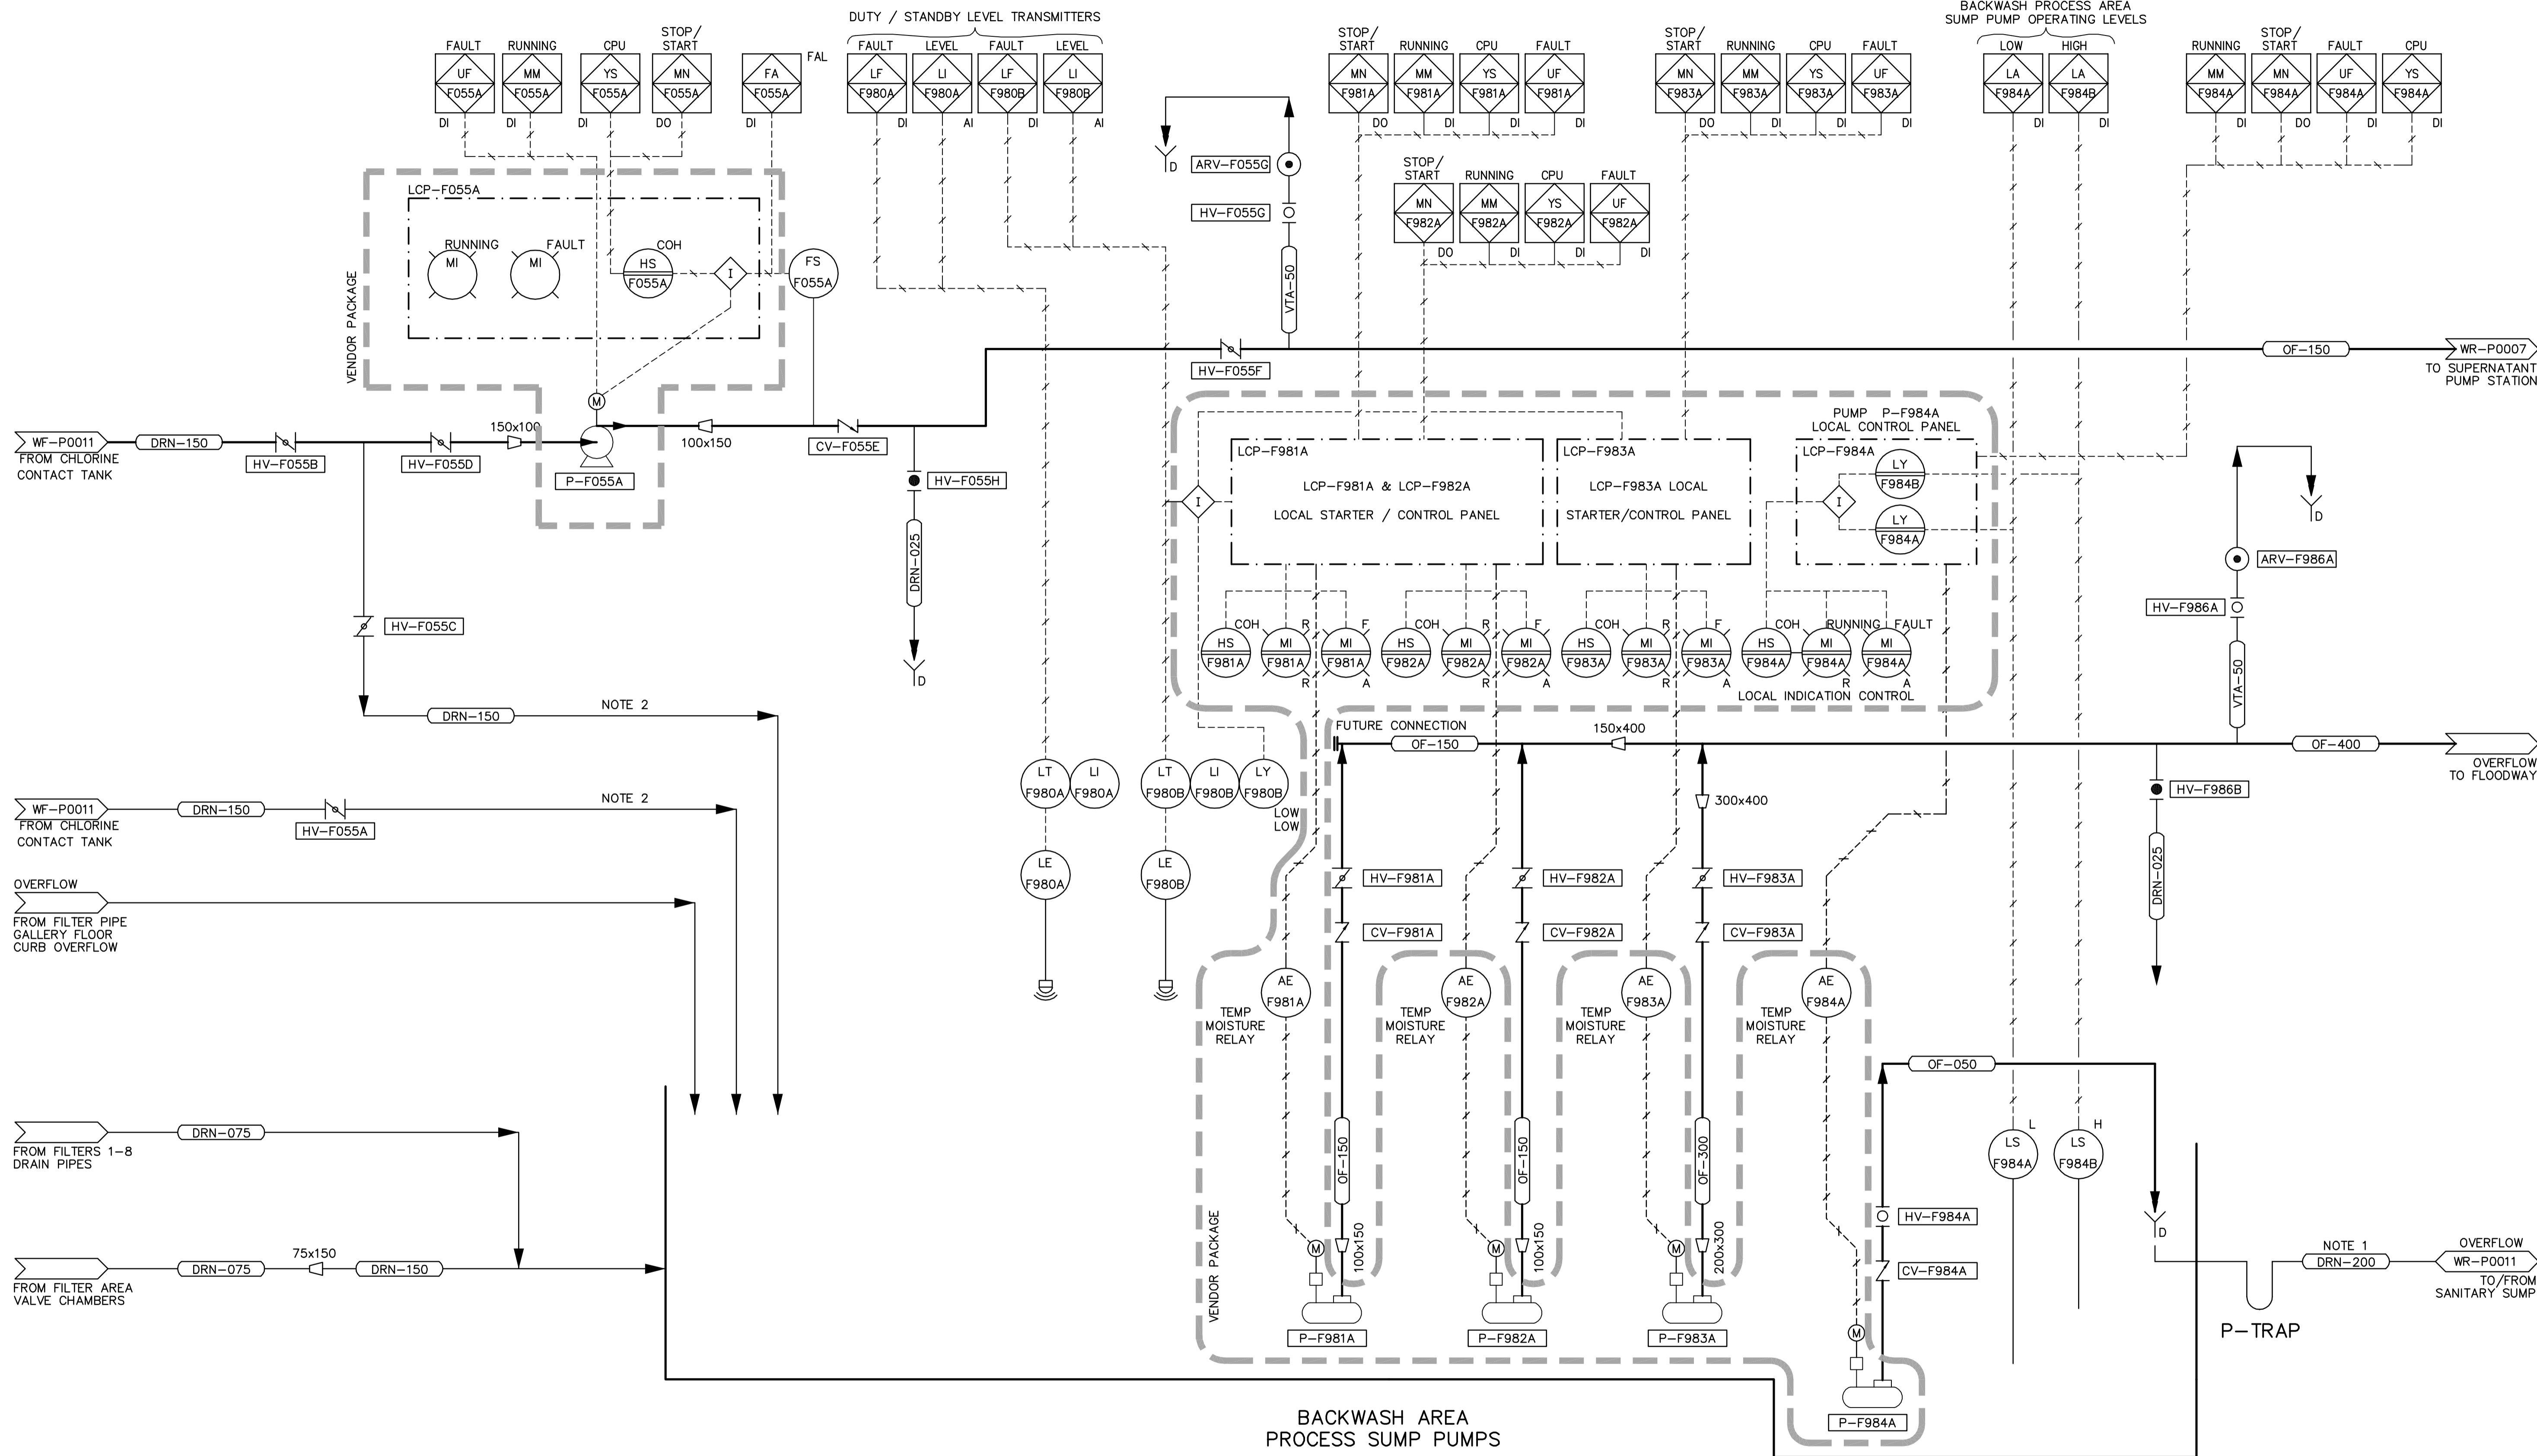 DUTY / STANDBY LEVEL TRANSMITTERS
BACKWASH PROCESS AREA
SUMP PUMP OPERATING LEVELS
FAULT
UF
F055A
DI
RUNNING
MM
F055A
DI
CPU
YS
F055A
DI
STOP/
START
MN
F055A
DO
FAL
FA
F055A
DI
FAULT
LF
F980A
DI
LEVEL
LI
F980A
AI
FAULT
LF
F980B
DI
LEVEL
LI
F980B
AI
STOP/
START
MN
F981A
DO
RUNNING
MM
F981A
DI
CPU
YS
F981A
DI
FAULT
UF
F981A
DI
STOP/
START
MN
F983A
DO
RUNNING
MM
F983A
DI
CPU
YS
F983A
DI
FAULT
UF
F983A
DI
LOW
LA
F984A
DI
HIGH
LA
F984B
DI
RUNNING
MM
F984A
DI
STOP/
START
MN
F984A
DO
FAULT
UF
F984A
DI
CPU
YS
F984A
DI
STOP/
START
MN
F982A
DO
RUNNING
MM
F982A
DI
CPU
YS
F982A
DI
FAULT
UF
F982A
DI
D
ARV-F055G
HV-F055G
VTA-50
VENDOR PACKAGE
LCP-F055A
RUNNING
MI
FAULT
MI
COH
HS
F055A
I
FS
F055A
HV-F055F
OF-150
WR-P0007
TO SUPERNATANT
PUMP STATION
WF-P0011
FROM CHLORINE
CONTACT TANK
DRN-150
HV-F055B
HV-F055D
150x100
M
P-F055A
100x150
CV-F055E
HV-F055H
DRN-025
D
HV-F055C
DRN-150
NOTE 2
WF-P0011
FROM CHLORINE
CONTACT TANK
DRN-150
HV-F055A
NOTE 2
OVERFLOW
FROM FILTER PIPE
GALLERY FLOOR
CURB OVERFLOW
FROM FILTERS 1-8
DRAIN PIPES
DRN-075
FROM FILTER AREA
VALVE CHAMBERS
DRN-075
75x150
DRN-150
I
LCP-F981A
LCP-F981A & LCP-F982A
LOCAL STARTER / CONTROL PANEL
LCP-F983A
LCP-F983A LOCAL
STARTER/CONTROL PANEL
PUMP P-F984A
LOCAL CONTROL PANEL
LCP-F984A
I
LY
F984B
LY
F984A
COH
HS
F981A
R
MI
F981A
R
F
MI
F981A
A
COH
HS
F982A
R
MI
F982A
R
F
MI
F982A
A
COH
HS
F983A
R
MI
F983A
R
F
MI
F983A
A
COH
HS
F984A
RUNNING
MI
F984A
R
FAULT
MI
F984A
A
LOCAL INDICATION CONTROL
D
ARV-F986A
HV-F986A
VTA-50
LT
F980A
LI
F980A
LE
F980A
LT
F980B
LI
F980B
LY
F980B
LOW
LOW
LE
F980B
FUTURE CONNECTION
OF-150
150x400
OF-400
OVERFLOW
TO FLOODWAY
300x400
HV-F986B
DRN-025
HV-F981A
CV-F981A
HV-F982A
CV-F982A
HV-F983A
CV-F983A
AE
F981A
TEMP
MOISTURE
RELAY
AE
F982A
TEMP
MOISTURE
RELAY
AE
F983A
TEMP
MOISTURE
RELAY
AE
F984A
TEMP
MOISTURE
RELAY
VENDOR PACKAGE
OF-150
100x150
M
P-F981A
OF-150
100x150
M
P-F982A
OF-300
200x300
M
P-F983A
OF-050
HV-F984A
CV-F984A
M
P-F984A
L
LS
F984A
H
LS
F984B
D
P-TRAP
NOTE 1
DRN-200
OVERFLOW
WR-P0011
TO/FROM
SANITARY SUMP
BACKWASH AREA
PROCESS SUMP PUMPS